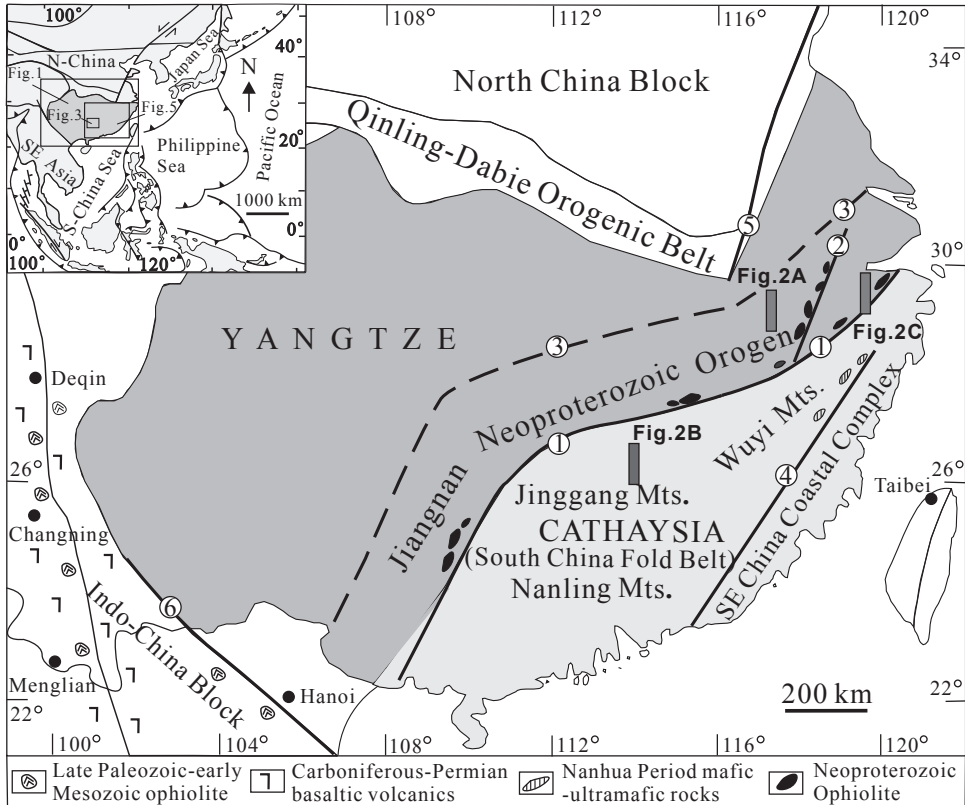 108°
112°
116°
120°
100°
40°
N-China
Japan Sea
N
34°
Fig.1
Fig.3
Fig.5
20°
Pacific Ocean
Philippine
Sea
SE Asia
S-China Sea
1000 km
0°
0°
100°
120°
North China Block
Qinling-Dabie Orogenic Belt
5
3
2
30°
Fig.2A
YANGTZE
3
Fig.2C
1
Deqin
Jiangnan Neoproterozoic Orogen
Wuyi Mts.
1
Fig.2B
26°
4
26°
Taibei
Jinggang Mts.
Changning
CATHAYSIA
(South China Fold Belt)
Nanling Mts.
SE China Coastal Complex
6
Indo-China Block
Menglian
Hanoi
22°
22°
200 km
100°
104°
108°
112°
116°
120°
Late Paleozoic-early
Mesozoic ophiolite
Carboniferous-Permian
basaltic volcanics
Nanhua Period mafic
-ultramafic rocks
Neoproterozoic
Ophiolite